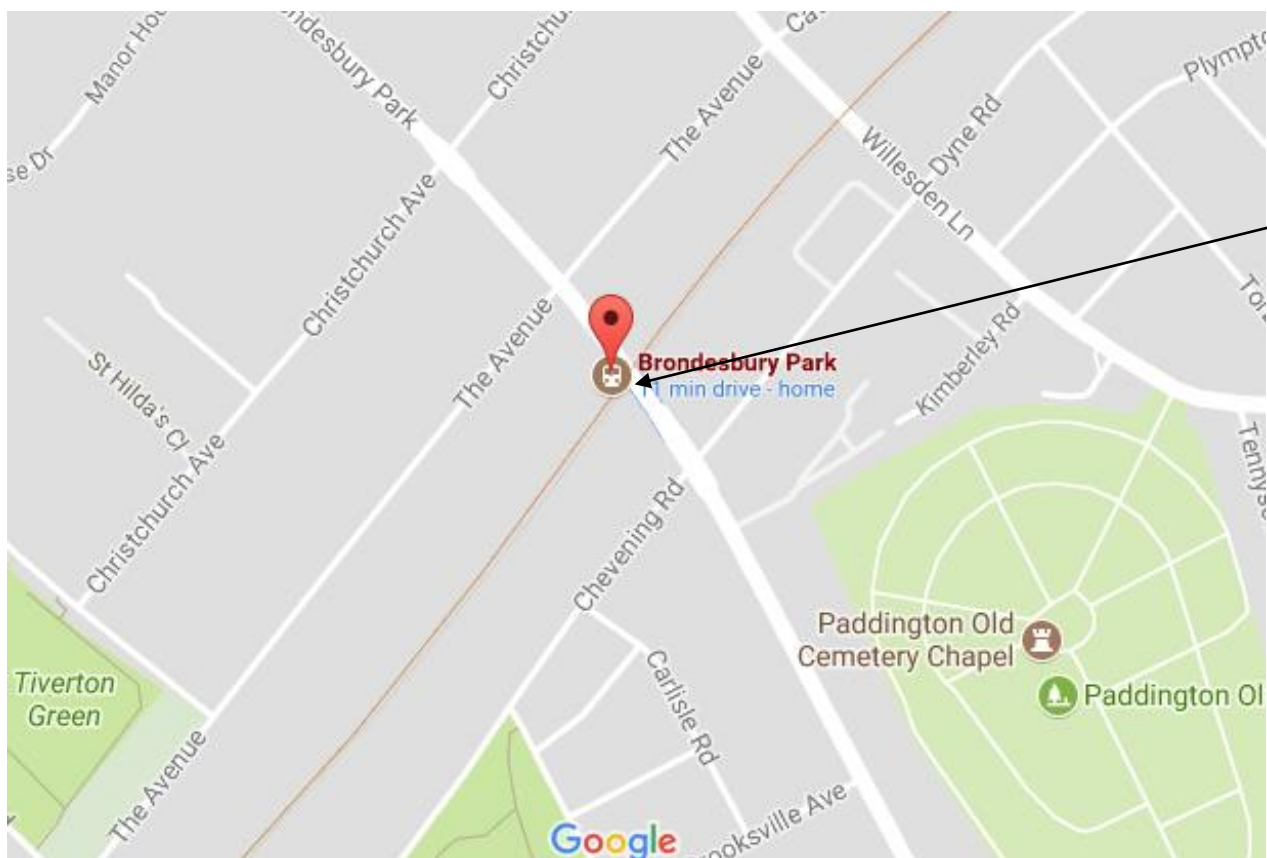 Manor Ho
se Dr
ndesbury Park
Christchu
The Avenue
Ca
Plympto
Dyne Rd
Willesden Ln
Christchurch Ave
The Avenue
Tor
St Hilda's Cl
Brondesbury Park
1 min drive - home
Kimberley Rd
Christchurch Ave
Tennys
Chevening Rd
Paddington Old
Cemetery Chapel
Carlisle Rd
Tiverton
Green
Paddington Ol
The Avenue
Google
ooksville Ave